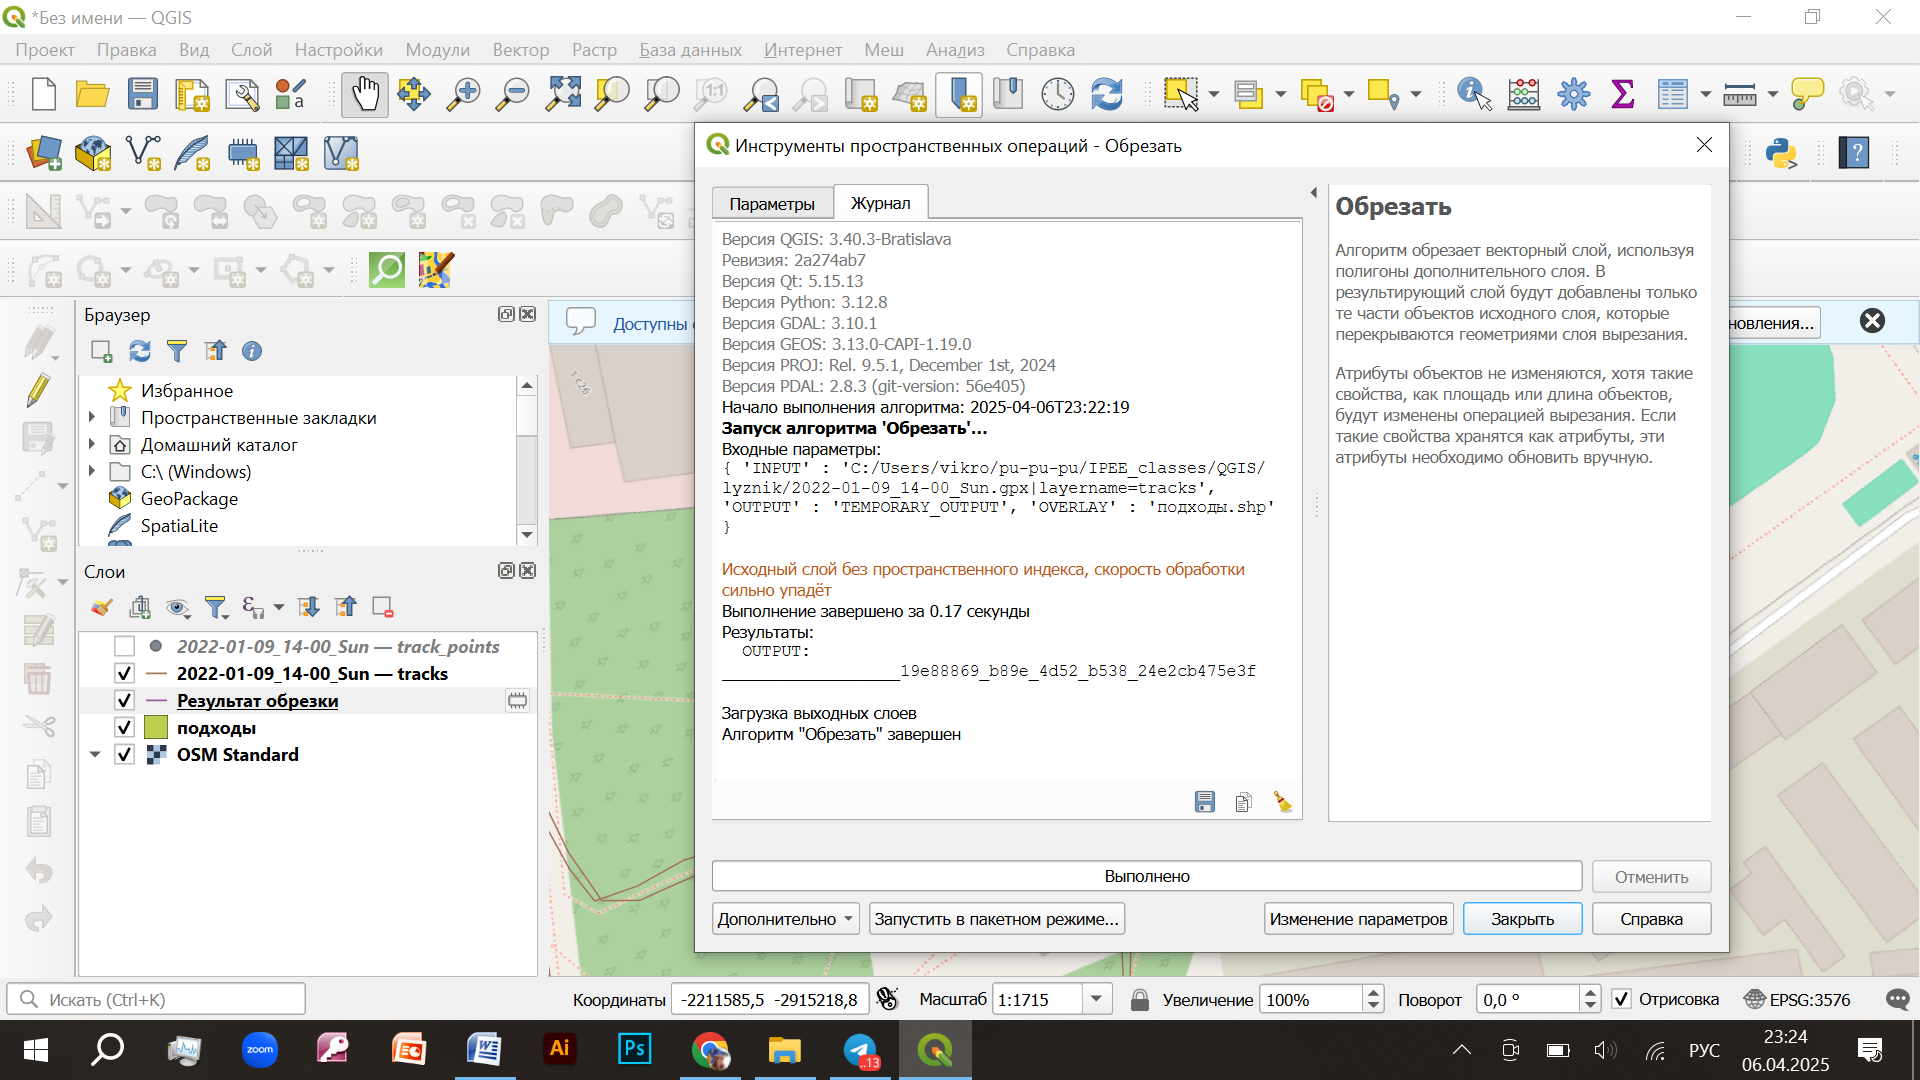 *Без имени — QGIS
Проект Правка Вид Слой Настройки Модули Вектор Растр База данных Интернет Меш Анализ Справка
Инструменты пространственных операций - Обрезать
Параметры
Журнал
Версия QGIS: 3.40.3-Bratislava
Ревизия: 2a274ab7
Версия Qt: 5.15.13
Версия Python: 3.12.8
Версия GDAL: 3.10.1
Версия GEOS: 3.13.0-CAPI-1.19.0
Версия PROJ: Rel. 9.5.1, December 1st, 2024
Версия PDAL: 2.8.3 (git-version: 56e405)
Начало выполнения алгоритма: 2025-04-06T23:22:19
Запуск алгоритма 'Обрезать'…
Входные параметры:
{ 'INPUT' : 'C:/Users/vikro/pu-pu-pu/IPEE_classes/QGIS/
lyznik/2022-01-09_14-00_Sun.gpx|layername=tracks',
'OUTPUT' : 'TEMPORARY_OUTPUT', 'OVERLAY' : 'подходы.shp'
}
Исходный слой без пространственного индекса, скорость обработки
сильно упадёт
Выполнение завершено за 0.17 секунды
Результаты:
OUTPUT:
__________________19e88869_b89e_4d52_b538_24e2cb475e3f
Загрузка выходных слоев
Алгоритм "Обрезать" завершен
Обрезать
Алгоритм обрезает векторный слой, используя
полигоны дополнительного слоя. В
результирующий слой будут добавлены только
те части объектов исходного слоя, которые
перекрываются геометриями слоя вырезания.
Атрибуты объектов не изменяются, хотя такие
свойства, как площадь или длина объектов,
будут изменены операцией вырезания. Если
такие свойства хранятся как атрибуты, эти
атрибуты необходимо обновить вручную.
Выполнено
Отменить
Дополнительно
Запустить в пакетном режиме…
Изменение параметров
Закрыть
Справка
Доступны
новления...
1 с26
Браузер
Избранное
Пространственные закладки
Домашний каталог
C:\ (Windows)
GeoPackage
SpatiaLite
Слои
2022-01-09_14-00_Sun — track_points
2022-01-09_14-00_Sun — tracks
Результат обрезки
подходы
OSM Standard
Искать (Ctrl+K)
Координаты -2211585,5 -2915218,8
Масштаб 1:1715
Увеличение 100%
Поворот 0,0 °
Отрисовка
EPSG:3576
zoom
Ai
Ps
..13
РУС
23:24
06.04.2025